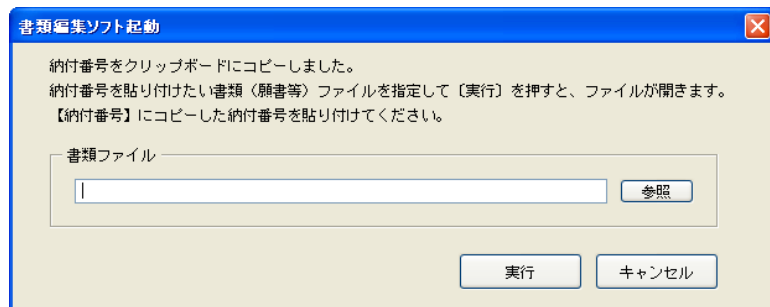 書類編集ソフト起動
納付番号をクリップボードにコピーしました。
納付番号を貼り付けたい書類（願書等）ファイルを指定して〔実行〕を押すと、ファイルが開きます。
【納付番号】にコピーした納付番号を貼り付けてください。
書類ファイル
参照
実行
キャンセル